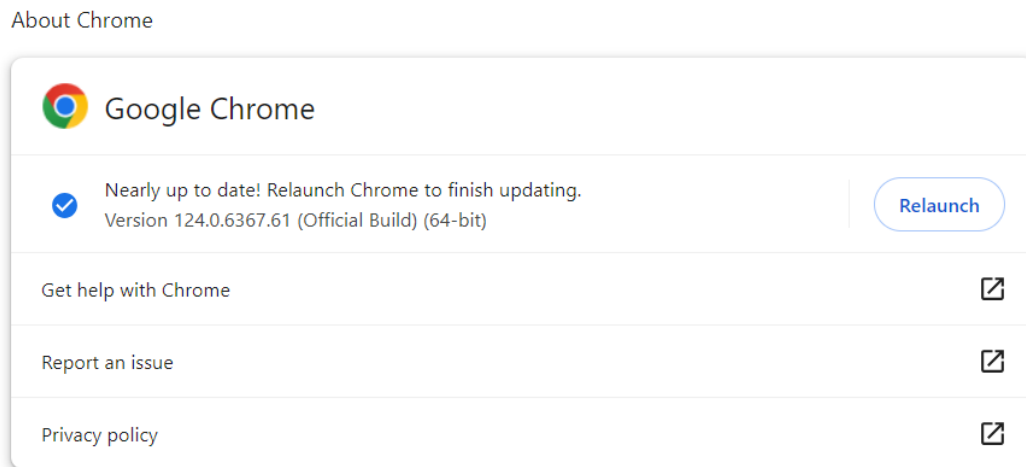 About Chrome
Google Chrome
Nearly up to date! Relaunch Chrome to finish updating.
Version 124.0.6367.61 (Official Build) (64-bit)
Relaunch
Get help with Chrome
Report an issue
Privacy policy